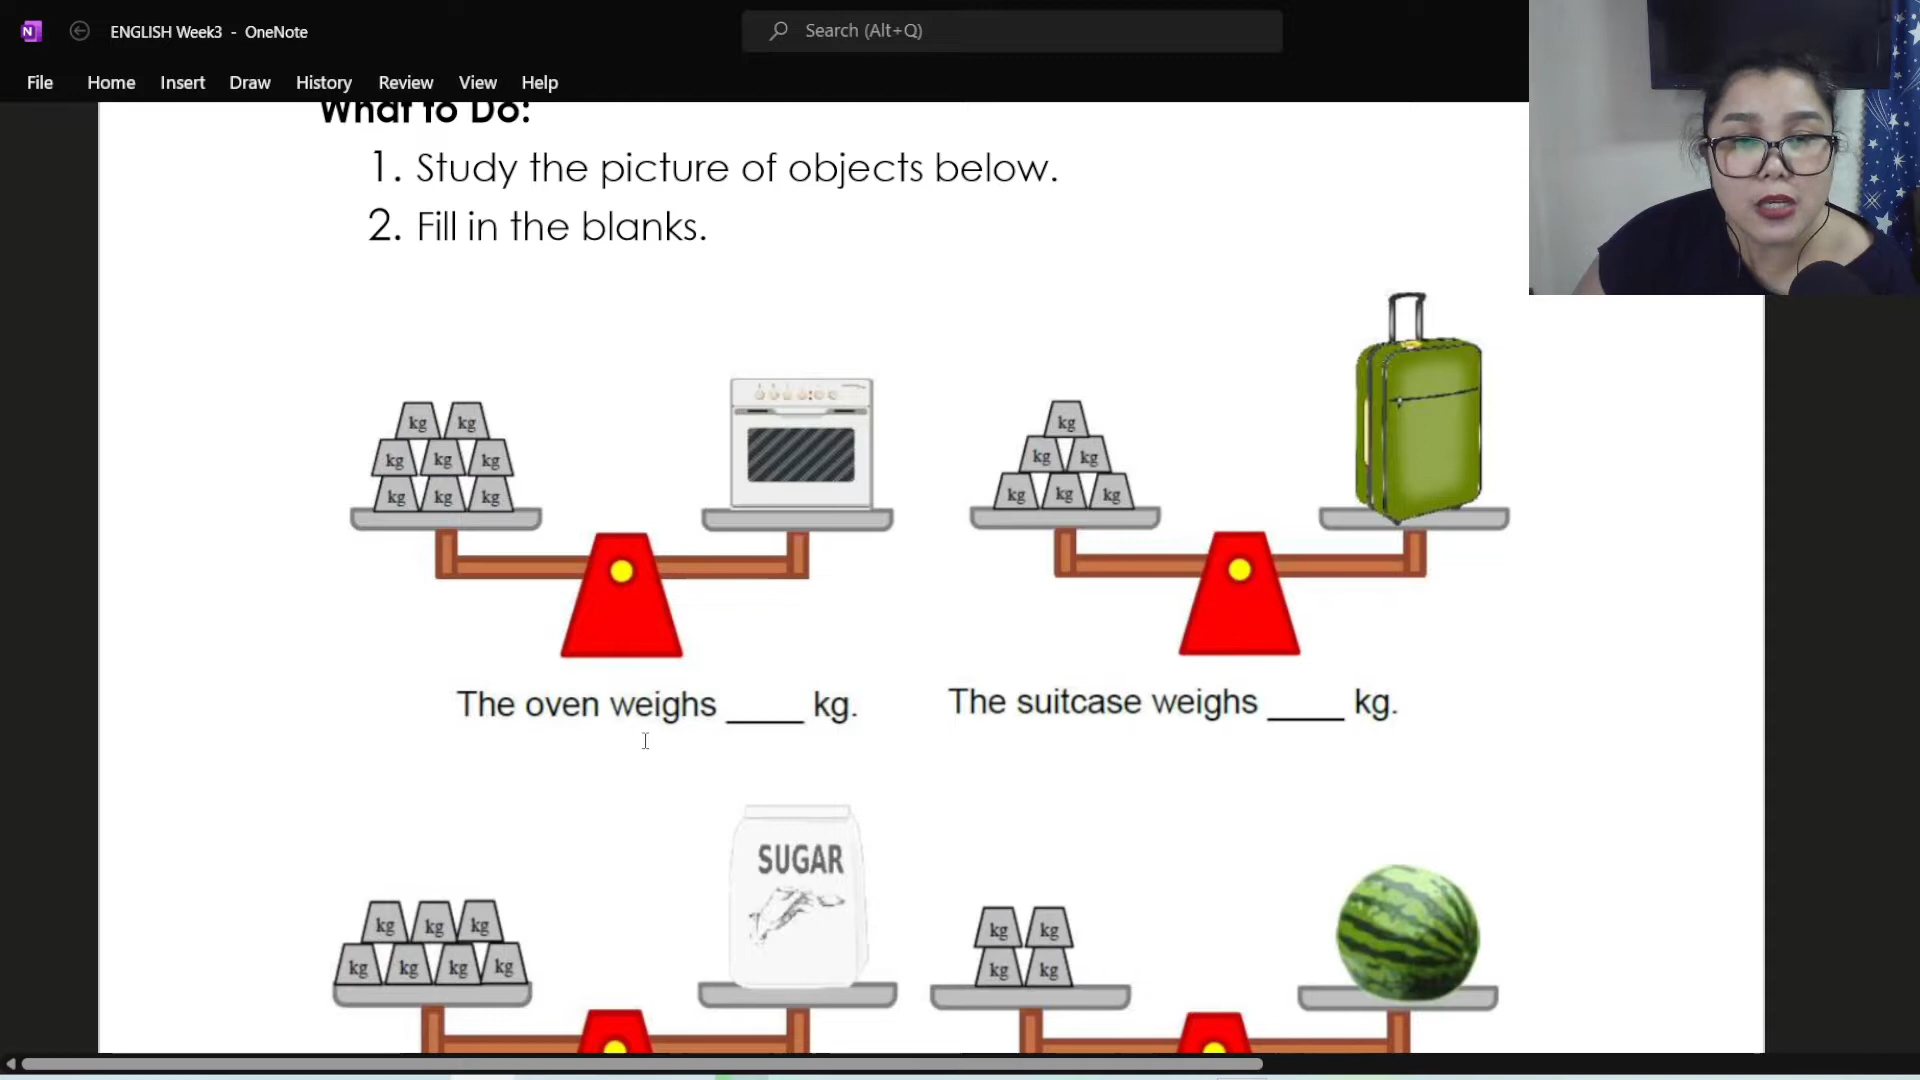 N
ENGLISH Week3 - OneNote
Search (Alt+Q)
File Home Insert Draw History Review View Help
What to Do:
1. Study the picture of objects below.
2. Fill in the blanks.
kg kg
kg kg kg
kg kg kg
kg
kg kg
kg kg kg
The oven weighs ____ kg.
The suitcase weighs ____ kg.
SUGAR
kg kg kg
kg kg kg kg
kg kg
kg kg